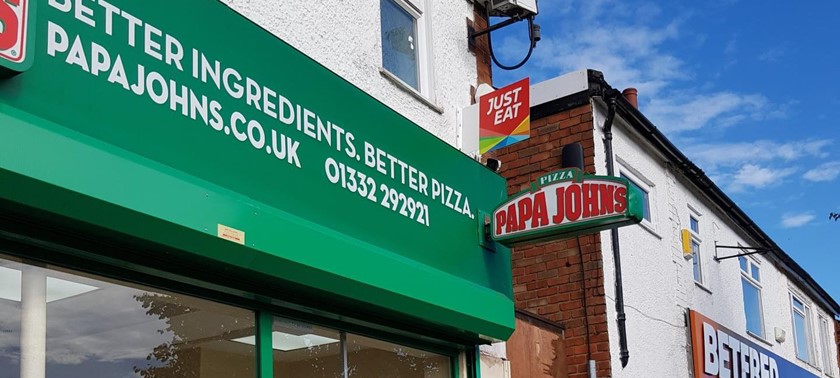 S
BETTER INGREDIENTS. BETTER PIZZA.
PAPAJOHNS.CO.UK 01332 292921
JUST
EAT
PIZZA
PAPA JOHNS
BETFRED